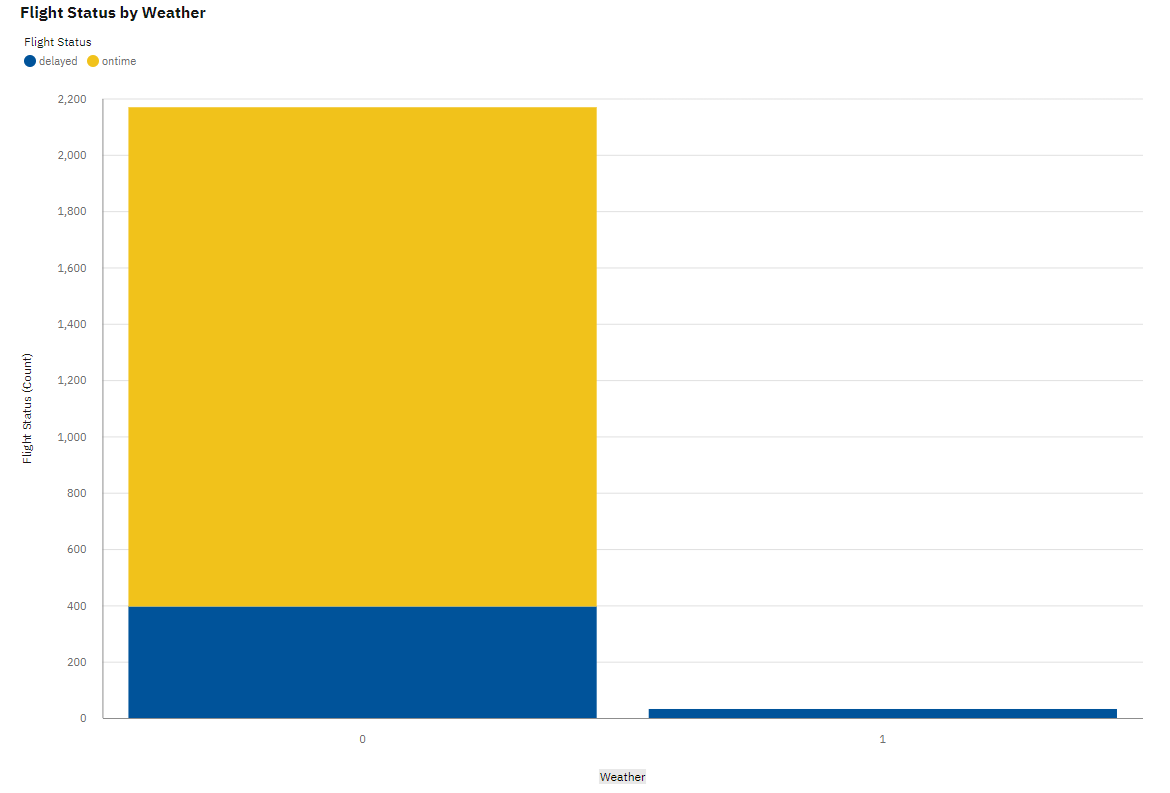 Flight Status by Weather
Flight Status
delayed ontime
2,200
2,000
1,800
1,600
1,400
1,200
1,000
800
600
400
200
0
Flight Status (Count)
0 1
Weather